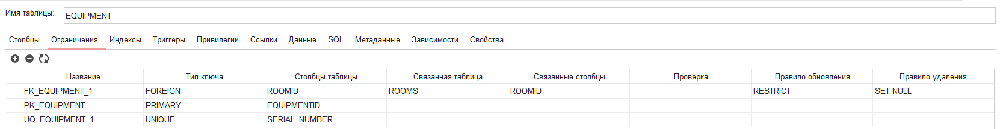 Имя таблицы: EQUIPMENT
Столбцы Ограничения Индексы Триггеры Привилегии Ссылки Данные SQL Метаданные Зависимости Свойства
Название Тип ключа Столбцы таблицы Связанная таблица Связанные столбцы Проверка Правило обновления Правило удаления
FK_EQUIPMENT_1 FOREIGN ROOMID ROOMS ROOMID RESTRICT SET NULL
PK_EQUIPMENT PRIMARY EQUIPMENTID
UQ_EQUIPMENT_1 UNIQUE SERIAL_NUMBER